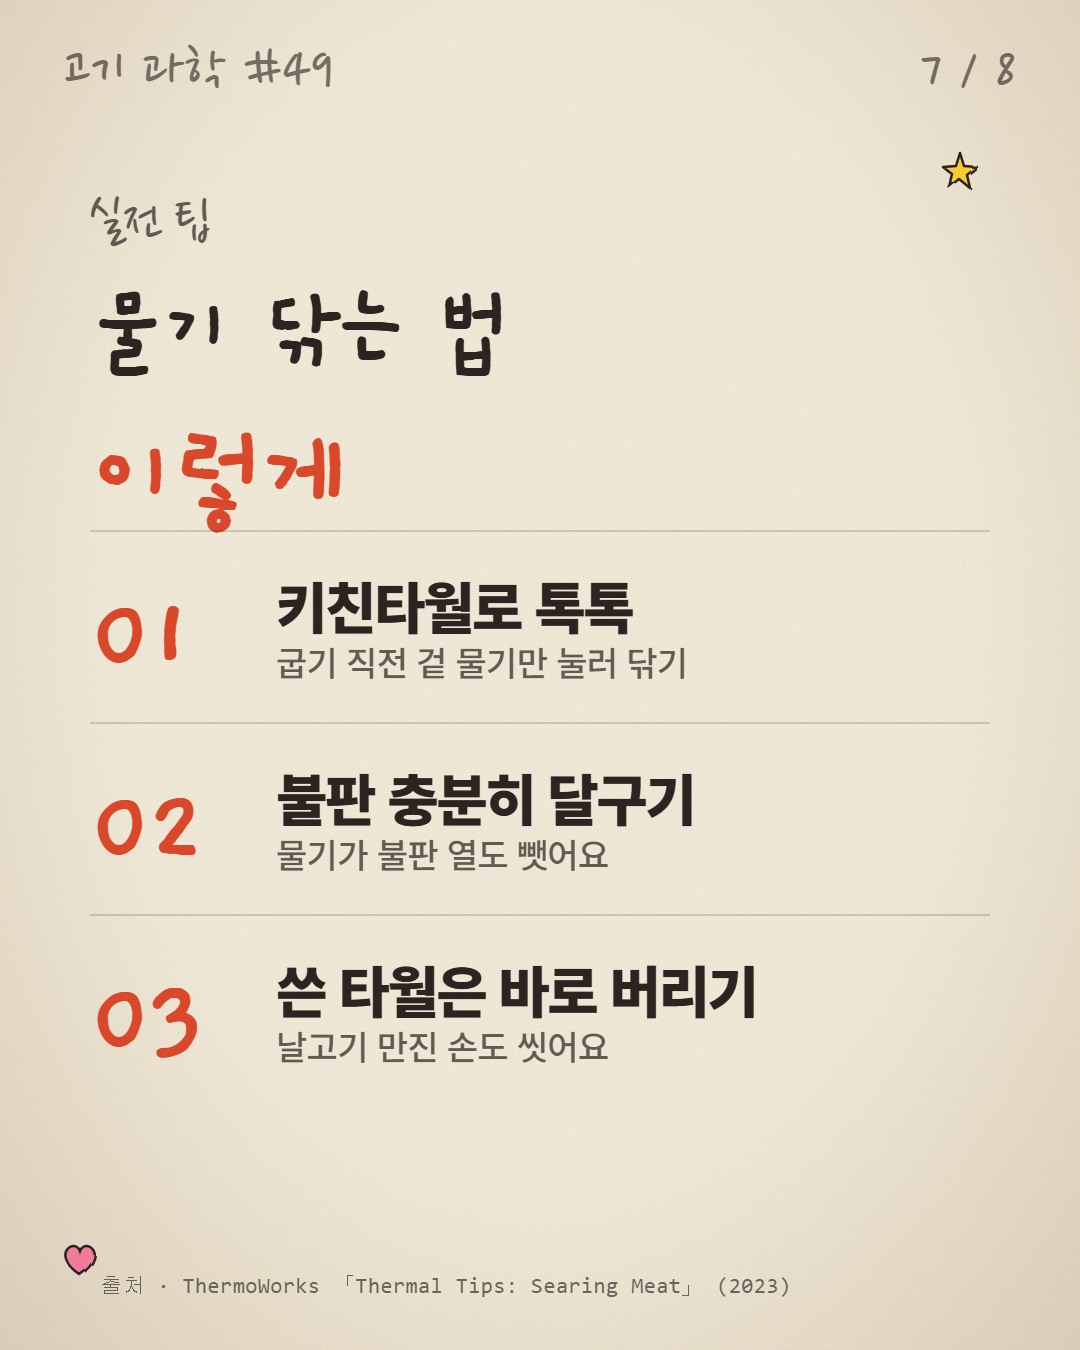 고기 과학 #49
7 / 8
실전 팁
물기 닦는 법
이렇게
01
키친타월로 톡톡
굽기 직전 겉 물기만 눌러 닦기
02
불판 충분히 달구기
물기가 불판 열도 뺏어요
03
쓴 타월은 바로 버리기
날고기 만진 손도 씻어요
출처 · ThermoWorks 「Thermal Tips: Searing Meat」 (2023)